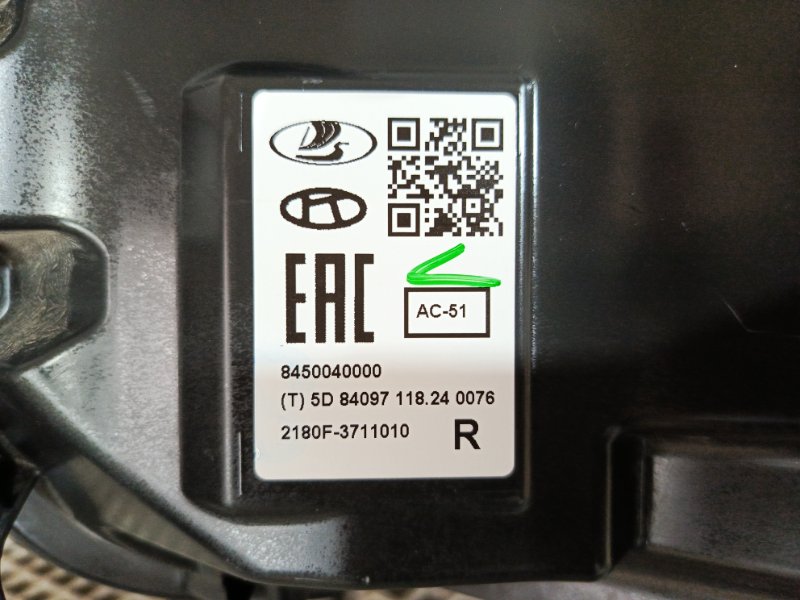 EAC
AC-51
8450040000
(T) 5D 84097 118.24 0076
2180F-3711010
R